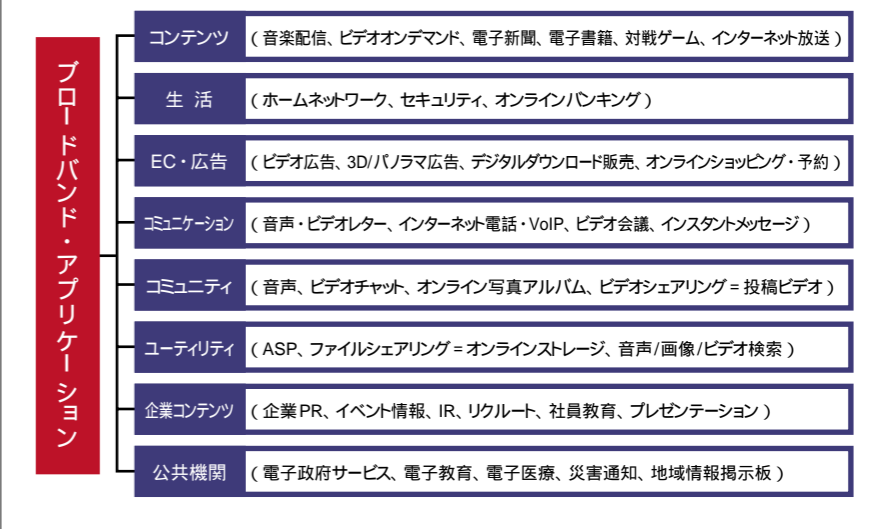 ブロードバンド・アプリケーション
コンテンツ (音楽配信、ビデオオンデマンド、電子新聞、電子書籍、対戦ゲーム、インターネット放送)
生 活 (ホームネットワーク、セキュリティ、オンラインバンキング)
EC・広告 (ビデオ広告、3D/パノラマ広告、デジタルダウンロード販売、オンラインショッピング・予約)
コミュニケーション (音声・ビデオレター、インターネット電話・VoIP、ビデオ会議、インスタントメッセージ)
コミュニティ (音声、ビデオチャット、オンライン写真アルバム、ビデオシェアリング=投稿ビデオ)
ユーティリティ (ASP、ファイルシェアリング=オンラインストレージ、音声/画像/ビデオ検索)
企業コンテンツ (企業PR、イベント情報、IR、リクルート、社員教育、プレゼンテーション)
公共機関 (電子政府サービス、電子教育、電子医療、災害通知、地域情報掲示板)